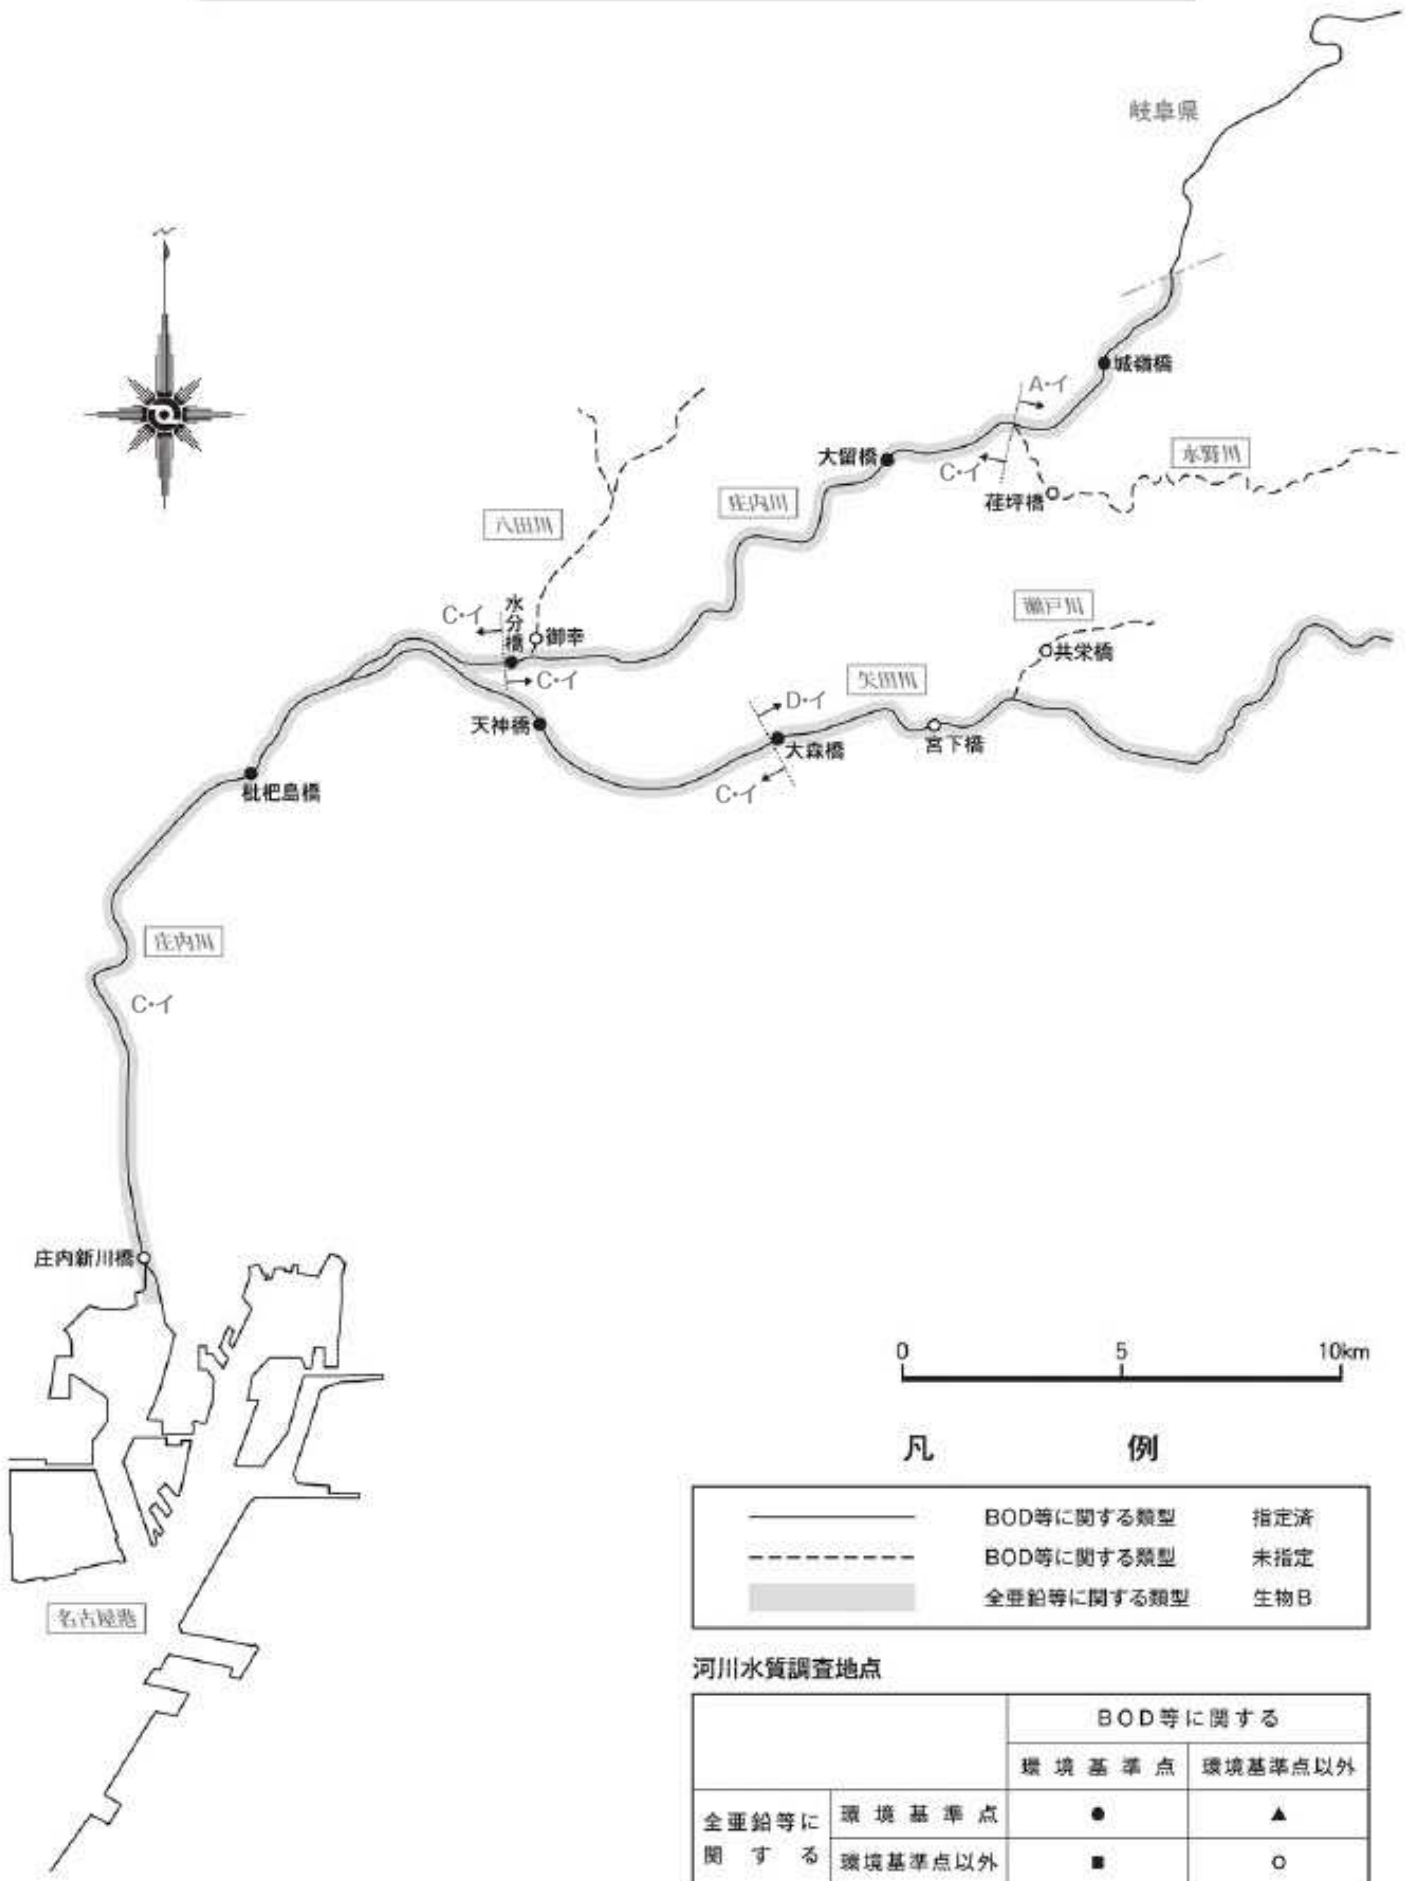 岐阜県
城嶺橋
A・イ
大留橋
C・イ
水野川
荏坪橋
庄内川
八田川
C・イ
水分橋
御幸
C・イ
瀬戸川
共栄橋
矢田川
D・イ
天神橋
大森橋
宮下橋
C・イ
枇杷島橋
庄内川
C・イ
庄内新川橋
名古屋港
0 5 10km
凡 例
BOD等に関する類型 指定済
BOD等に関する類型 未指定
全亜鉛等に関する類型 生物B
河川水質調査地点
BOD等に関する
環境基準点 環境基準点以外
全亜鉛等に関する
環境基準点 ● ▲
環境基準点以外 ■ ○